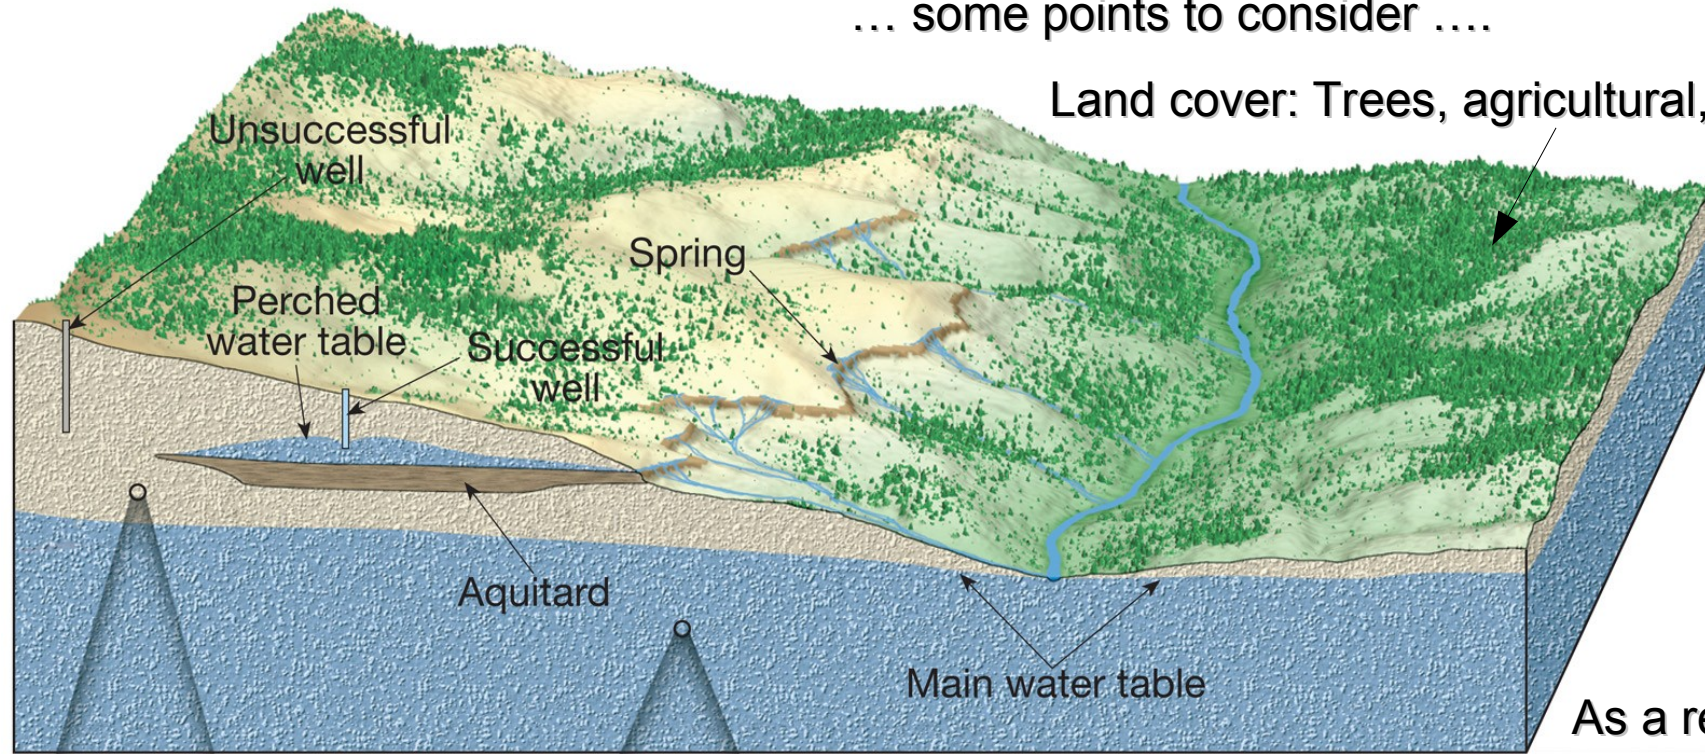 … some points to consider ….
Land cover: Trees, agricultural,
Unsuccessful
well
Spring
Perched
water table
Successful
well
Aquitard
Main water table
As a re